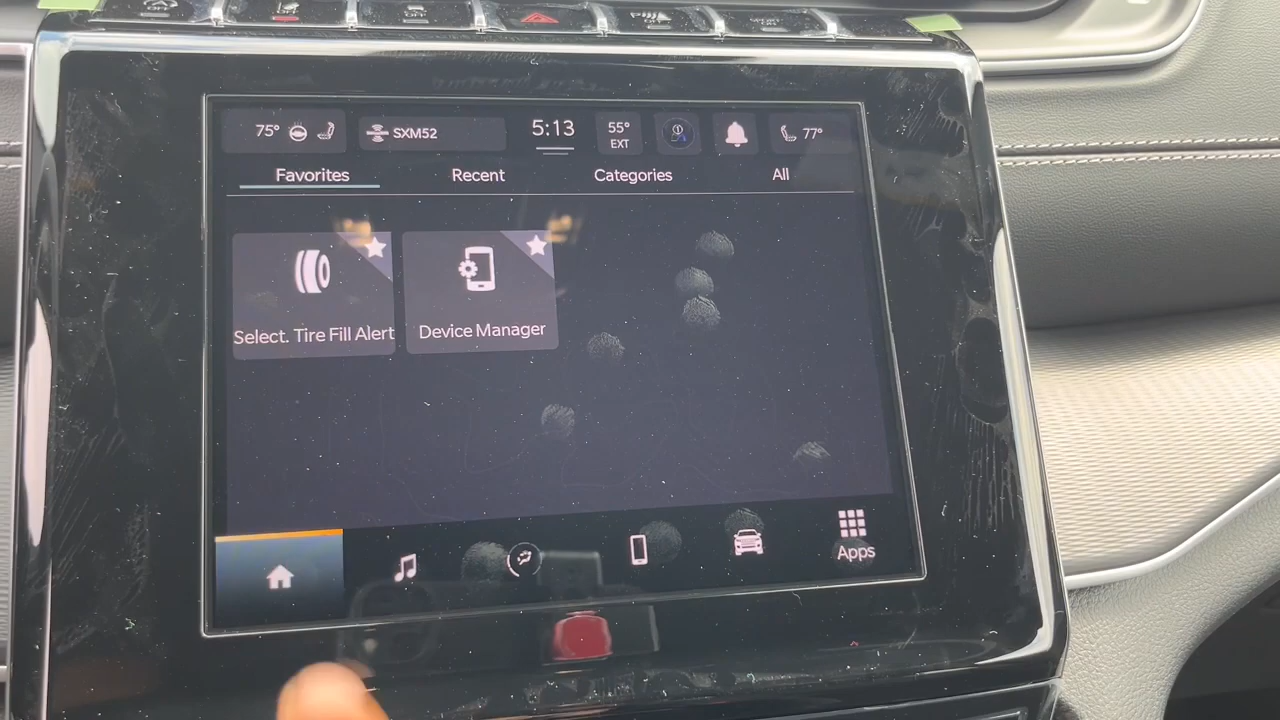 75°
SXM52
5:13
55°
EXT
77°
Favorites
Recent
Categories
All
Select. Tire Fill Alert
Device Manager
Apps